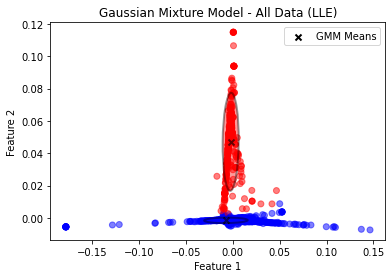 Gaussian Mixture Model - All Data (LLE)
GMM Means
0.12
0.10
0.08
0.06
0.04
0.02
0.00
Feature 2
−0.15 −0.10 −0.05 0.00 0.05 0.10 0.15
Feature 1